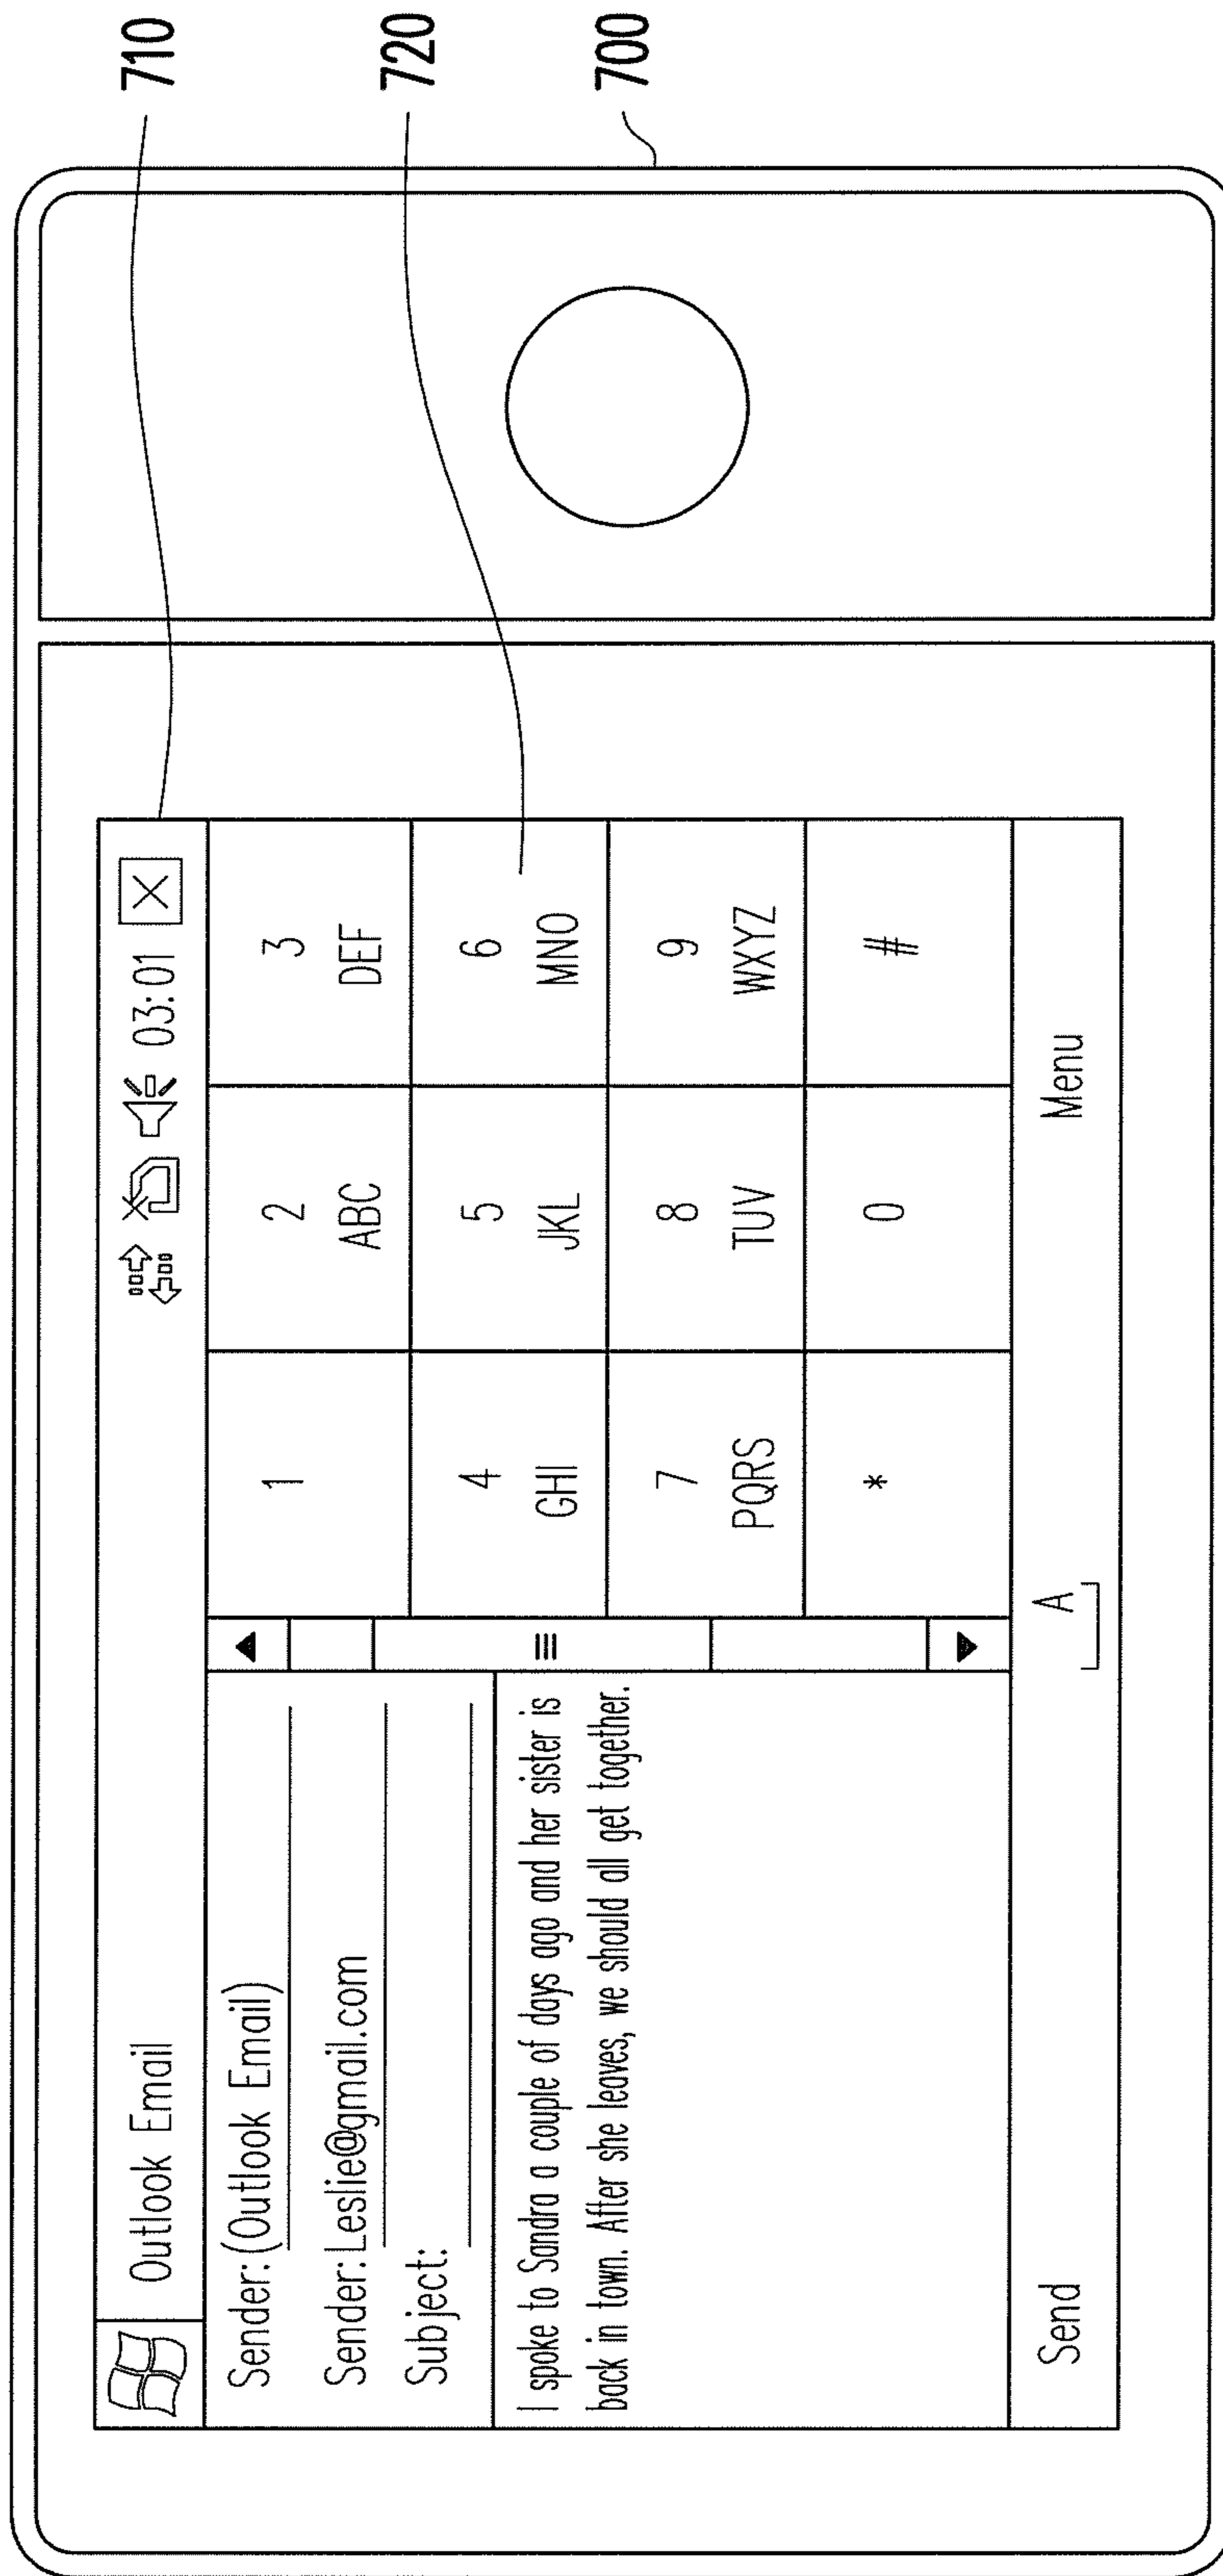 710
720
700
Outlook Email 03:01
Sender:(Outlook Email)
Sender:Leslie@gmail.com
Subject:
I spoke to Sandra a couple of days ago and her sister is
back in town. After she leaves, we should all get together.
1
2
ABC
3
DEF
4
GHI
5
JKL
6
MNO
7
PQRS
8
TUV
9
WXYZ
*
0
#
Send A Menu